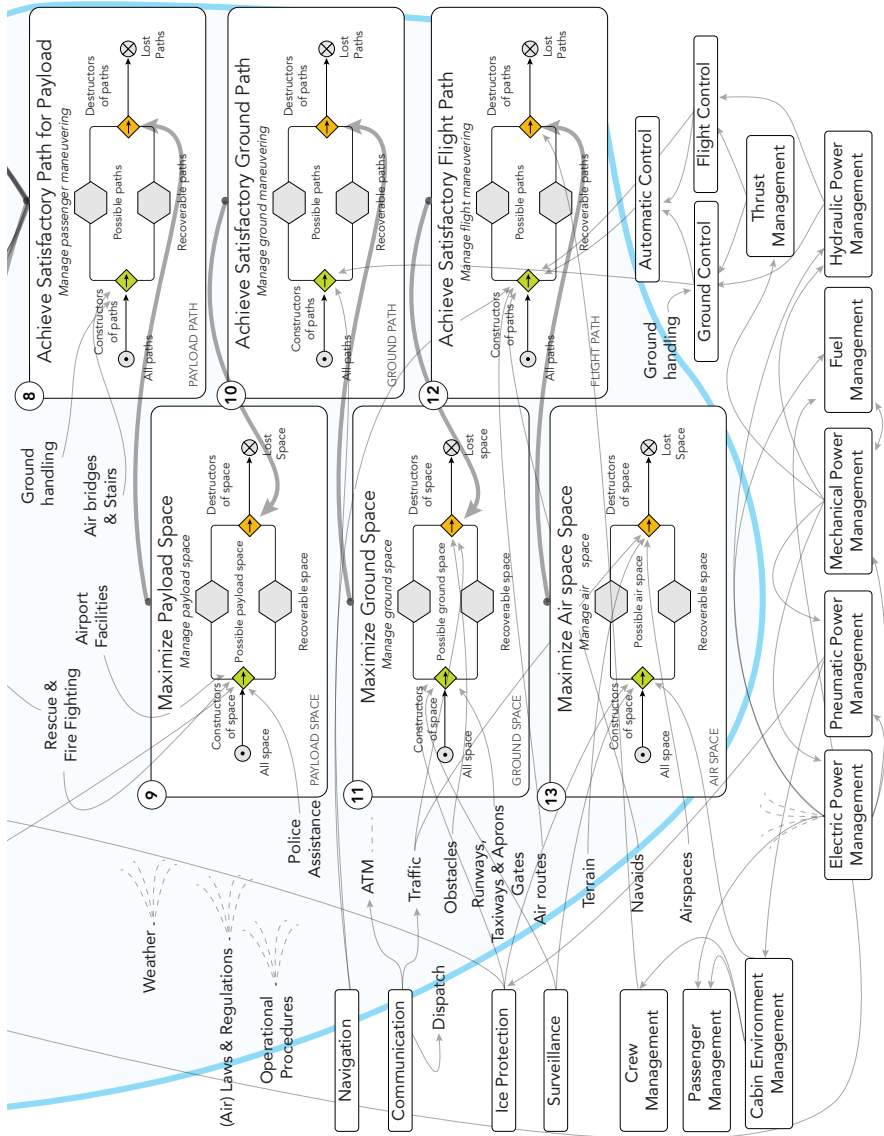 8
Achieve Satisfactory Path for Payload
Manage passenger maneuvering
Constructors
of paths
Destructors
of paths
Possible paths
All paths
Lost
Paths
Recoverable paths
PAYLOAD PATH
10
Achieve Satisfactory Ground Path
Manage ground maneuvering
Constructors
of paths
Destructors
of paths
Possible paths
All paths
Lost
Paths
Recoverable paths
GROUND PATH
12
Achieve Satisfactory Flight Path
Manage flight maneuvering
Constructors
of paths
Destructors
of paths
Possible paths
All paths
Lost
Paths
Recoverable paths
FLIGHT PATH
9
Maximize Payload Space
Manage payload space
Constructors
of space
Destructors
of space
Possible payload space
All space
Lost
Space
Recoverable space
PAYLOAD SPACE
11
Maximize Ground Space
Manage ground space
Constructors
of space
Destructors
of space
Possible ground space
All space
Lost
space
Recoverable space
GROUND SPACE
13
Maximize Air space Space
Manage air space
Constructors
of space
Destructors
of space
Possible air space
All space
Lost
Space
Recoverable space
AIR SPACE
Ground
handling
Air bridges
& Stairs
Airport
Facilities
Rescue &
Fire Fighting
Police
Assistance
Weather
(Air) Laws & Regulations
Operational
Procedures
ATM
Traffic
Dispatch
Obstacles
Runways,
Taxiways & Aprons
Gates
Air routes
Terrain
Navaids
Airspaces
Navigation
Communication
Ice Protection
Surveillance
Crew
Management
Passenger
Management
Cabin Environment
Management
Automatic Control
Ground
handling
Ground Control
Flight Control
Thrust
Management
Electric Power
Management
Pneumatic Power
Management
Mechanical Power
Management
Fuel
Management
Hydraulic Power
Management